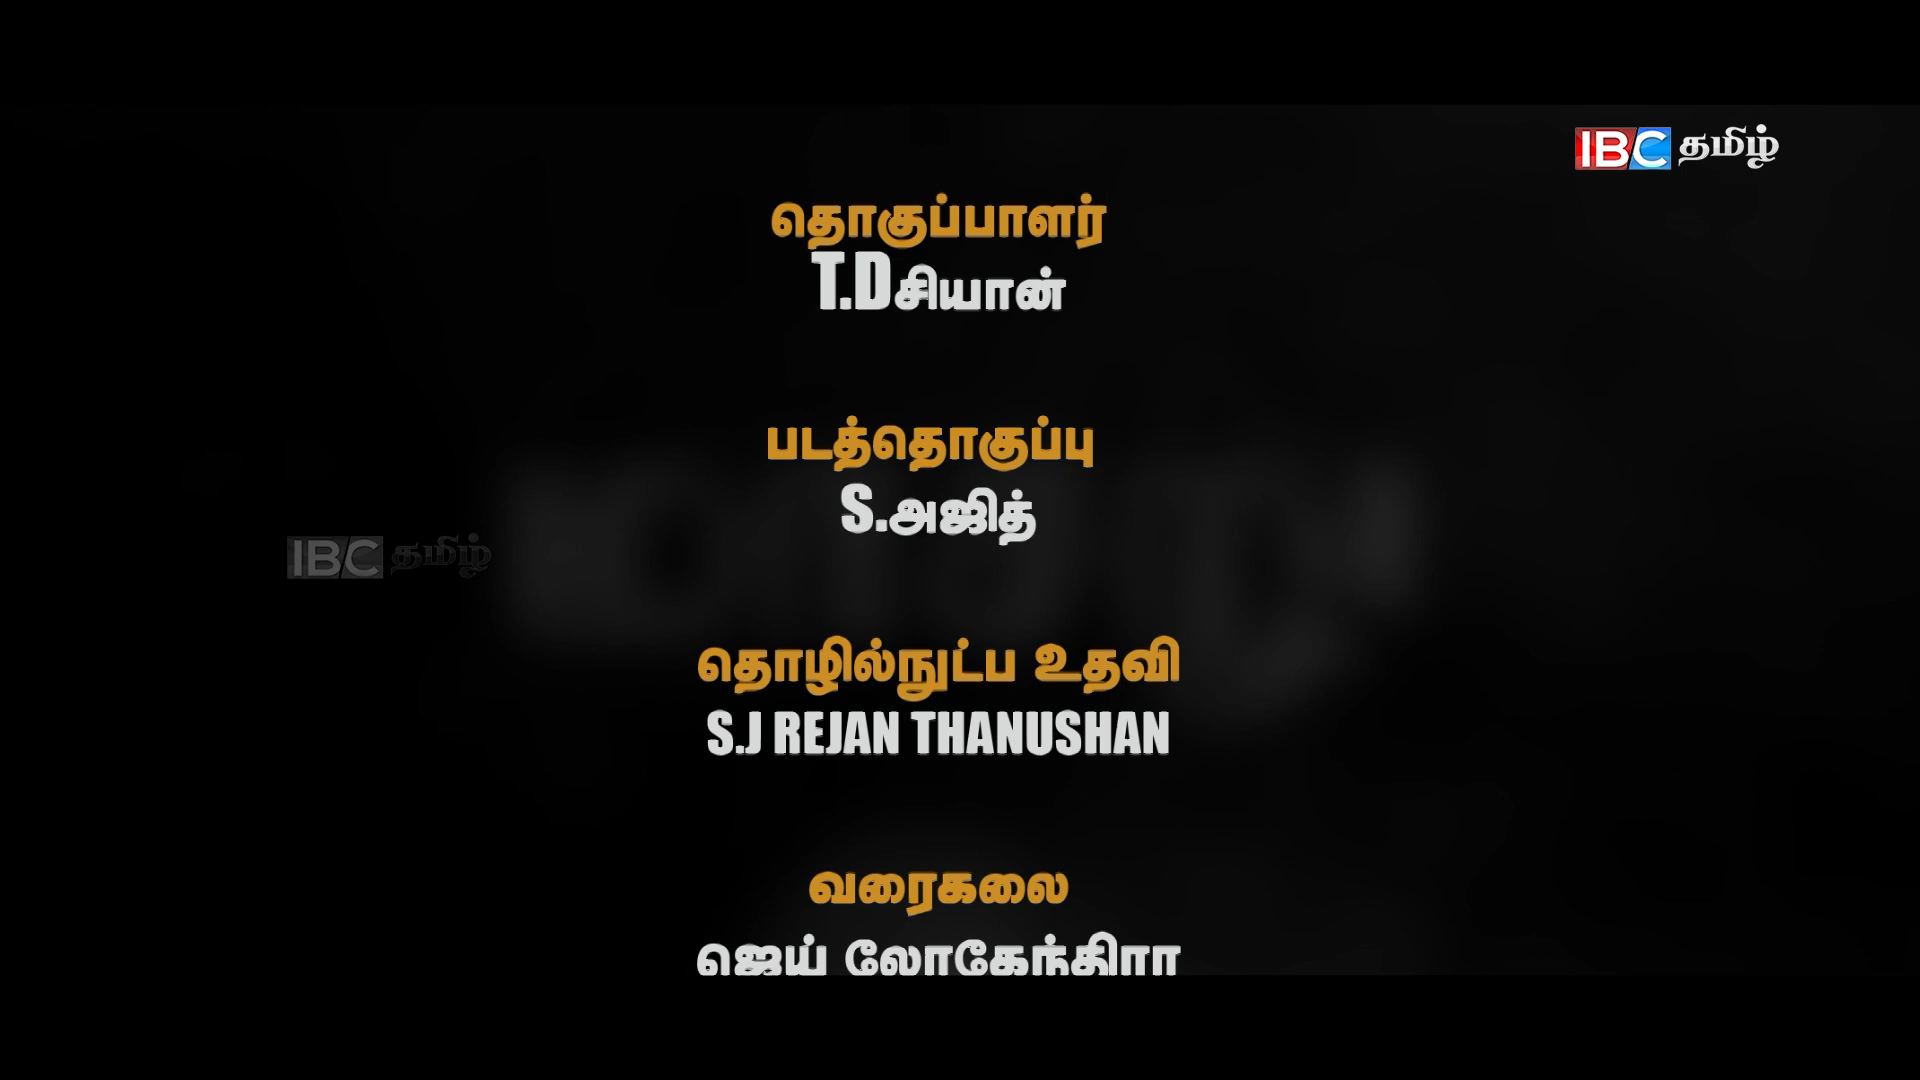 IBC தமிழ்
தொகுப்பாளர்
T.Dசியான்
படத்தொகுப்பு
S.அஜித்
IBC தமிழ்
தொழில்நுட்ப உதவி
S.J REJAN THANUSHAN
வரைகலை
ஜெய்